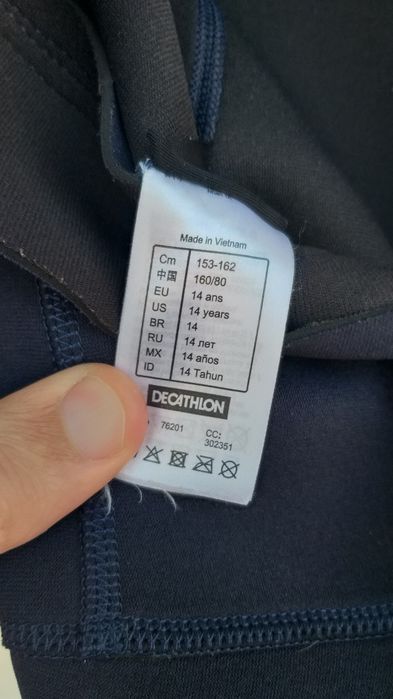 Made in Vietnam
Cm 153-162
中国 160/80
EU 14 ans
US 14 years
BR 14
RU 14 лет
MX 14 años
ID 14 Tahun
DECATHLON
76201 CC:
302351